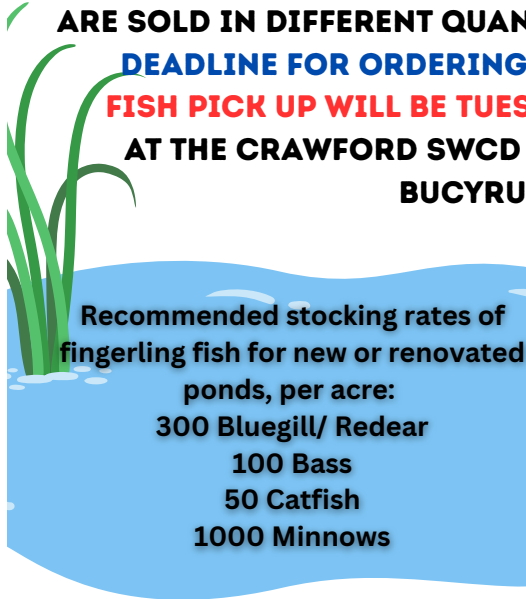 ARE SOLD IN DIFFERENT QUAN
DEADLINE FOR ORDERING
FISH PICK UP WILL BE TUES
AT THE CRAWFORD SWCD
BUCYRU
Recommended stocking rates of
fingerling fish for new or renovated
ponds, per acre:
300 Bluegill/ Redear
100 Bass
50 Catfish
1000 Minnows